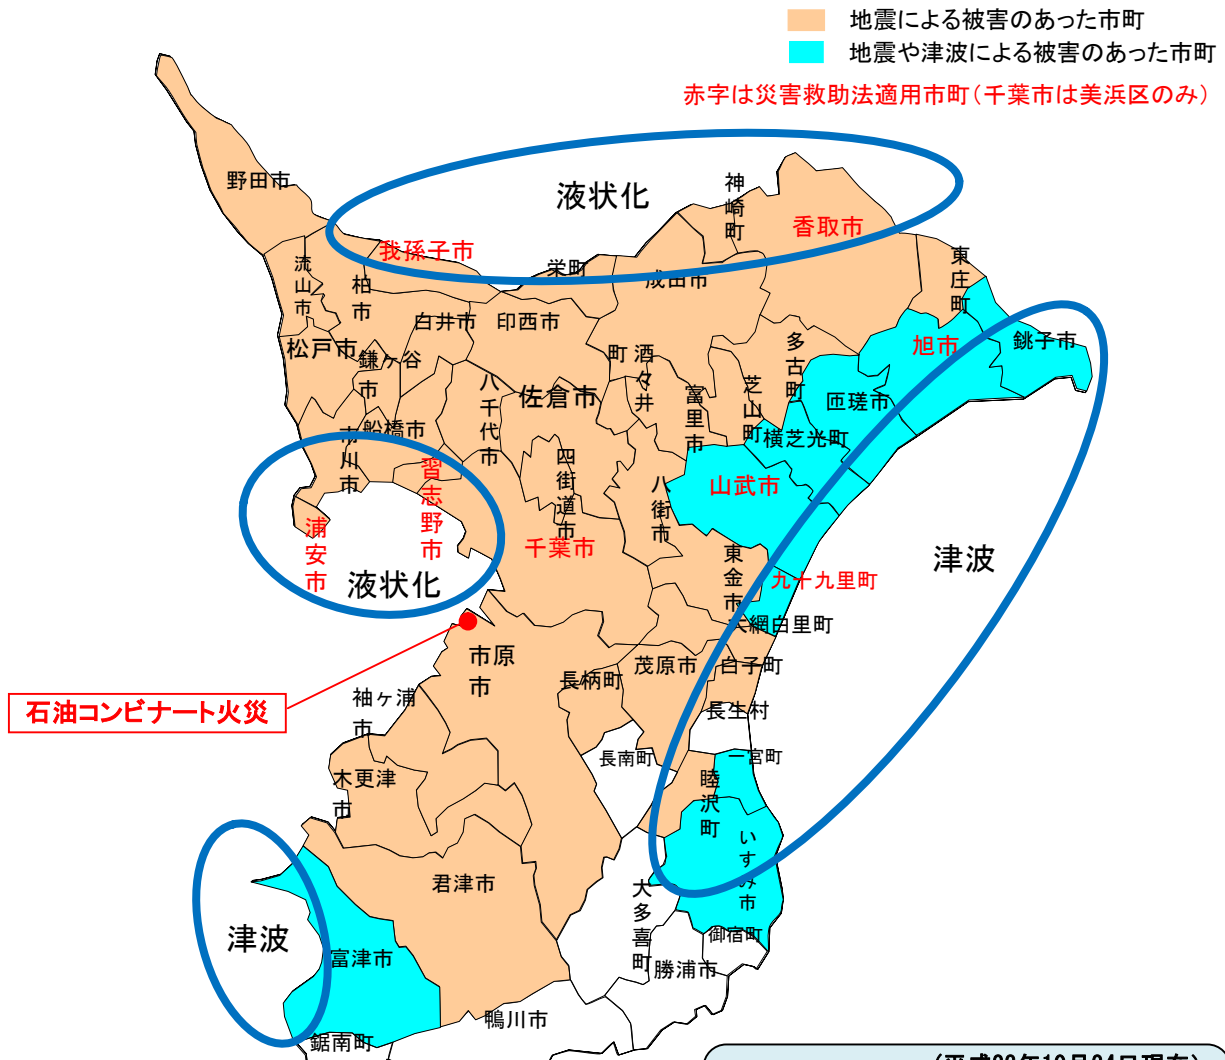 地震による被害のあった市町
地震や津波による被害のあった市町
赤字は災害救助法適用市町(千葉市は美浜区のみ)
野田市
液状化
神崎町
香取市
我孫子市
流山市
柏市
栄町
成田市
東庄町
白井市
印西市
松戸市
鎌ヶ谷市
酒々井町
多古町
旭市
銚子市
八千代市
佐倉市
富里市
芝山町
匝瑳市
船橋市
市川市
横芝光町
習志野市
四街道市
八街市
山武市
浦安市
千葉市
東金市
九十九里町
津波
液状化
大網白里町
市原市
長柄町
茂原市
白子町
石油コンビナート火災
袖ヶ浦市
長生村
長南町
一宮町
木更津市
睦沢町
いすみ市
君津市
大多喜町
津波
富津市
御宿町
勝浦市
鴨川市
鋸南町